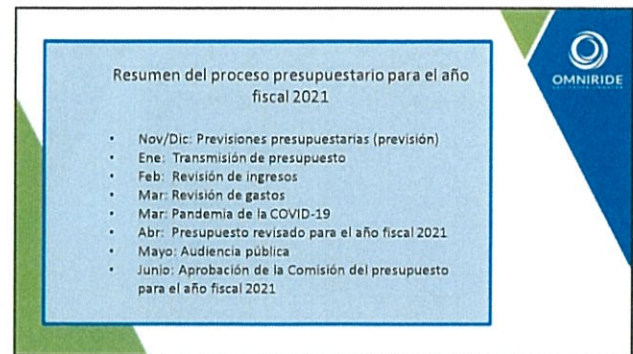 Resumen del proceso presupuestario para el año
fiscal 2021
OMNIRIDE
• Nov/Dic: Previsiones presupuestarias (previsión)
• Ene: Transmisión de presupuesto
• Feb: Revisión de ingresos
• Mar: Revisión de gastos
• Mar: Pandemia de la COVID-19
• Abr: Presupuesto revisado para el año fiscal 2021
• Mayo: Audiencia pública
• Junio: Aprobación de la Comisión del presupuesto
para el año fiscal 2021